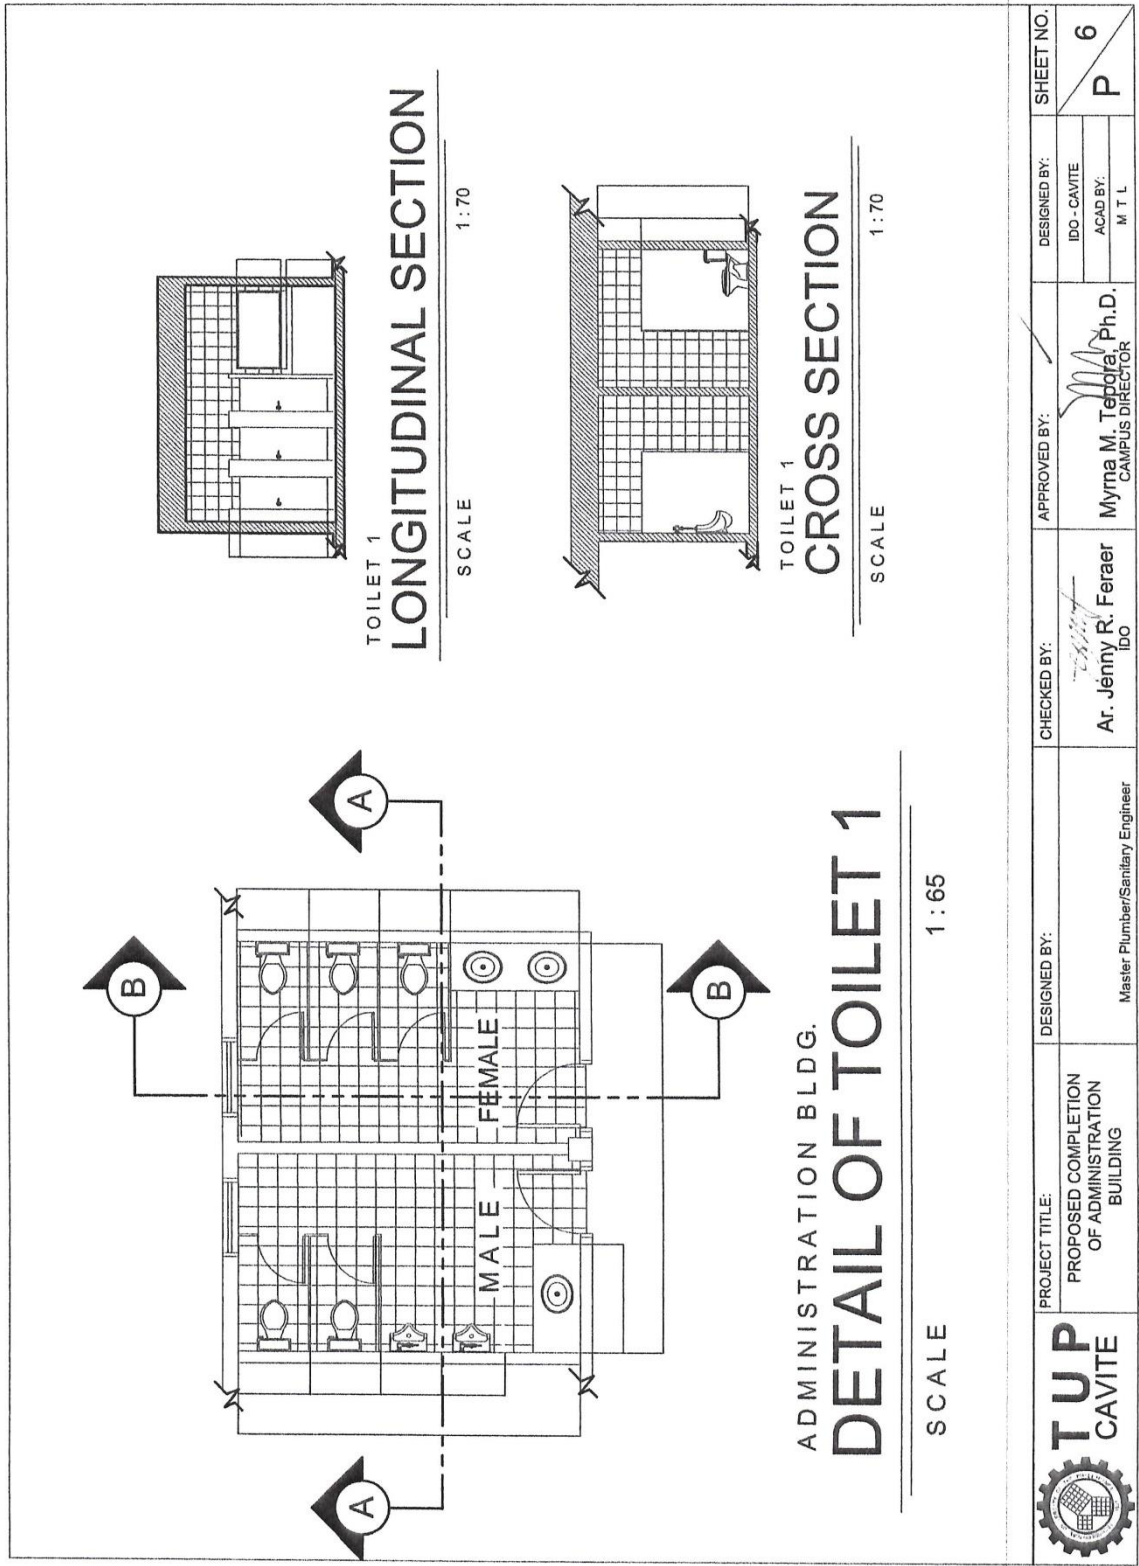 B
A
A
B
MALE
FEMALE
ADMINISTRATION BLDG.
DETAIL OF TOILET 1
SCALE 1:65
TOILET 1
LONGITUDINAL SECTION
SCALE 1:70
TOILET 1
CROSS SECTION
SCALE 1:70
TUP
CAVITE
PROJECT TITLE:
PROPOSED COMPLETION
OF ADMINISTRATION
BUILDING
DESIGNED BY:
Master Plumber/Sanitary Engineer
CHECKED BY:
Ar. Jenny R. Feraer
IDO
APPROVED BY:
Myrna M. Tepora, Ph.D.
CAMPUS DIRECTOR
DESIGNED BY:
IDO - CAVITE
ACAD BY:
M T L
SHEET NO.
P 6